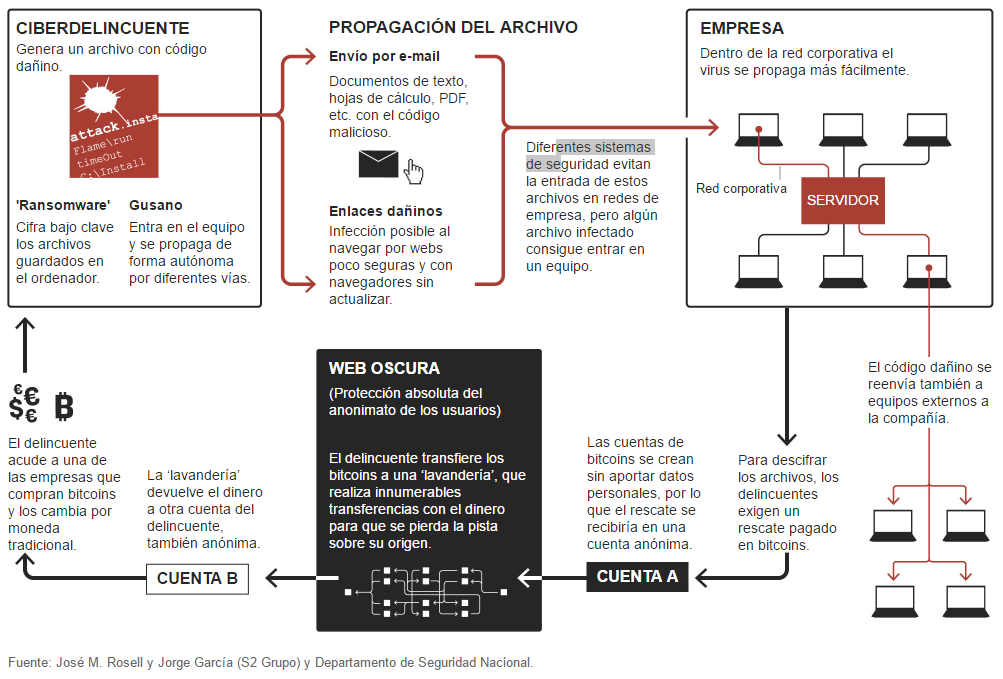 CIBERDELINCUENTE
Genera un archivo con código
dañino.
attack.insta
Flame\run
timeOut
C:\Install
'Ransomware'
Cifra bajo clave
los archivos
guardados en
el ordenador.
Gusano
Entra en el equipo
y se propaga de
forma autónoma
por diferentes vías.
PROPAGACIÓN DEL ARCHIVO
Envío por e-mail
Documentos de texto,
hojas de cálculo, PDF,
etc. con el código
malicioso.
Enlaces dañinos
Infección posible al
navegar por webs
poco seguras y con
navegadores sin
actualizar.
Diferentes sistemas
de seguridad evitan
la entrada de estos
archivos en redes de
empresa, pero algún
archivo infectado
consigue entrar en
un equipo.
EMPRESA
Dentro de la red corporativa el
virus se propaga más fácilmente.
Red corporativa
SERVIDOR
El código dañino se
reenvía también a
equipos externos a
la compañía.
Para descifrar
los archivos, los
delincuentes
exigen un
rescate pagado
en bitcoins.
Las cuentas de
bitcoins se crean
sin aportar datos
personales, por lo
que el rescate se
recibiría en una
cuenta anónima.
CUENTA A
WEB OSCURA
(Protección absoluta del
anonimato de los usuarios)
El delincuente transfiere los
bitcoins a una ‘lavandería’, que
realiza innumerables
transferencias con el dinero
para que se pierda la pista
sobre su origen.
La ‘lavandería’
devuelve el dinero
a otra cuenta del
delincuente,
también anónima.
CUENTA B
El delincuente
acude a una de
las empresas que
compran bitcoins
y los cambia por
moneda
tradicional.
Fuente: José M. Rosell y Jorge García (S2 Grupo) y Departamento de Seguridad Nacional.